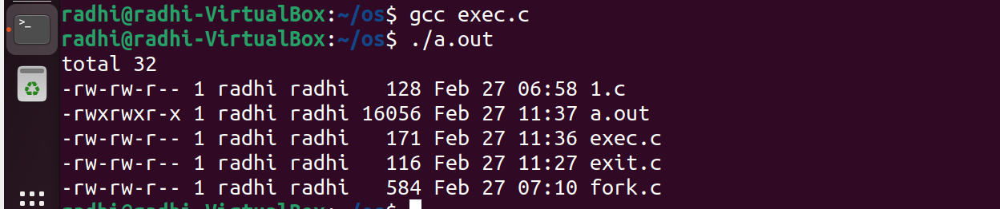 radhi@radhi-VirtualBox:~/os$ gcc exec.c
radhi@radhi-VirtualBox:~/os$ ./a.out
total 32
-rw-rw-r-- 1 radhi radhi   128 Feb 27 06:58 1.c
-rwxrwxr-x 1 radhi radhi 16056 Feb 27 11:37 a.out
-rw-rw-r-- 1 radhi radhi   171 Feb 27 11:36 exec.c
-rw-rw-r-- 1 radhi radhi   116 Feb 27 11:27 exit.c
-rw-rw-r-- 1 radhi radhi   584 Feb 27 07:10 fork.c
radhi@radhi-VirtualBox:~/os$